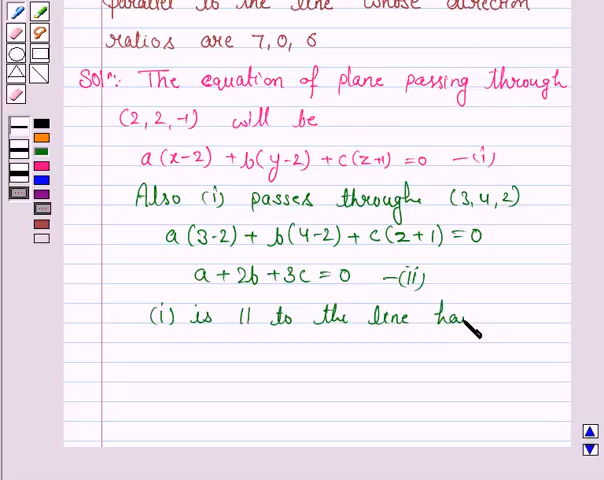 parallel to the line whose direction
ratios are 7, 0, 6
Solⁿ: The equation of plane passing through
(2, 2, -1) will be
a(x-2) + b(y-2) + c(z+1) = 0 -(i)
Also (i) passes through (3, 4, 2)
a(3-2) + b(4-2) + c(2+1) = 0
a + 2b + 3c = 0 -(ii)
(i) is || to the line hav